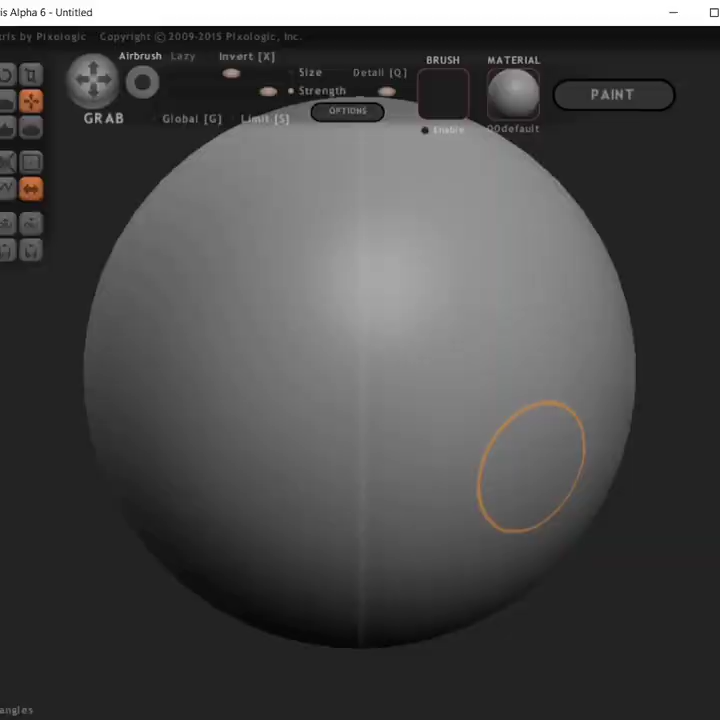 is Alpha 6 - Untitled
tris by Pixologic Copyright © 2009-2015 Pixologic, Inc.
Airbrush Lazy Invert [X]
BRUSH MATERIAL
Size Detail [Q]
Strength
PAINT
OPTIONS
GRAB Global [G] Limit [S]
Enable 00default
angles